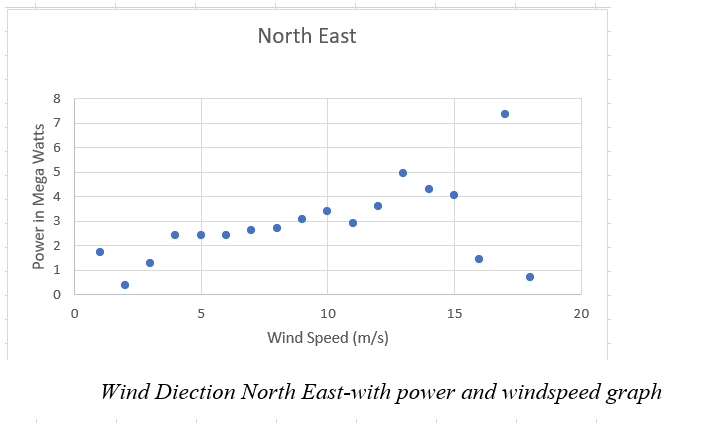 North East
Power in Mega Watts
8
7
6
5
4
3
2
1
0
0 5 10 15 20
Wind Speed (m/s)
Wind Diection North East-with power and windspeed graph